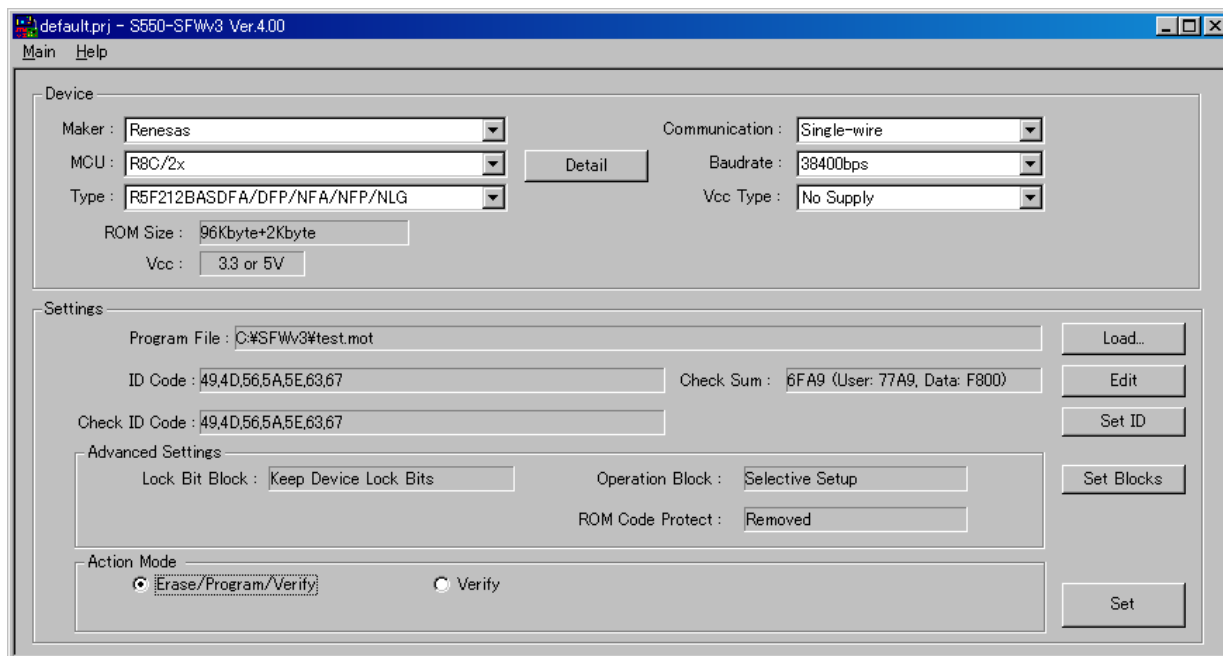 default.prj - S550-SFWv3 Ver.4.00
Main Help
Device
Maker : Renesas Communication : Single-wire
MCU : R8C/2x Detail Baudrate : 38400bps
Type : R5F212BASDFA/DFP/NFA/NFP/NLG Vcc Type : No Supply
ROM Size : 96Kbyte+2Kbyte
Vcc : 3.3 or 5V
Settings
Program File : C:¥SFWv3¥test.mot Load...
ID Code : 49,4D,56,5A,5E,63,67 Check Sum : 6FA9 (User: 77A9, Data: F800) Edit
Check ID Code : 49,4D,56,5A,5E,63,67 Set ID
Advanced Settings
Lock Bit Block : Keep Device Lock Bits Operation Block : Selective Setup Set Blocks
ROM Code Protect : Removed
Action Mode
Erase/Program/Verify Verify
Set